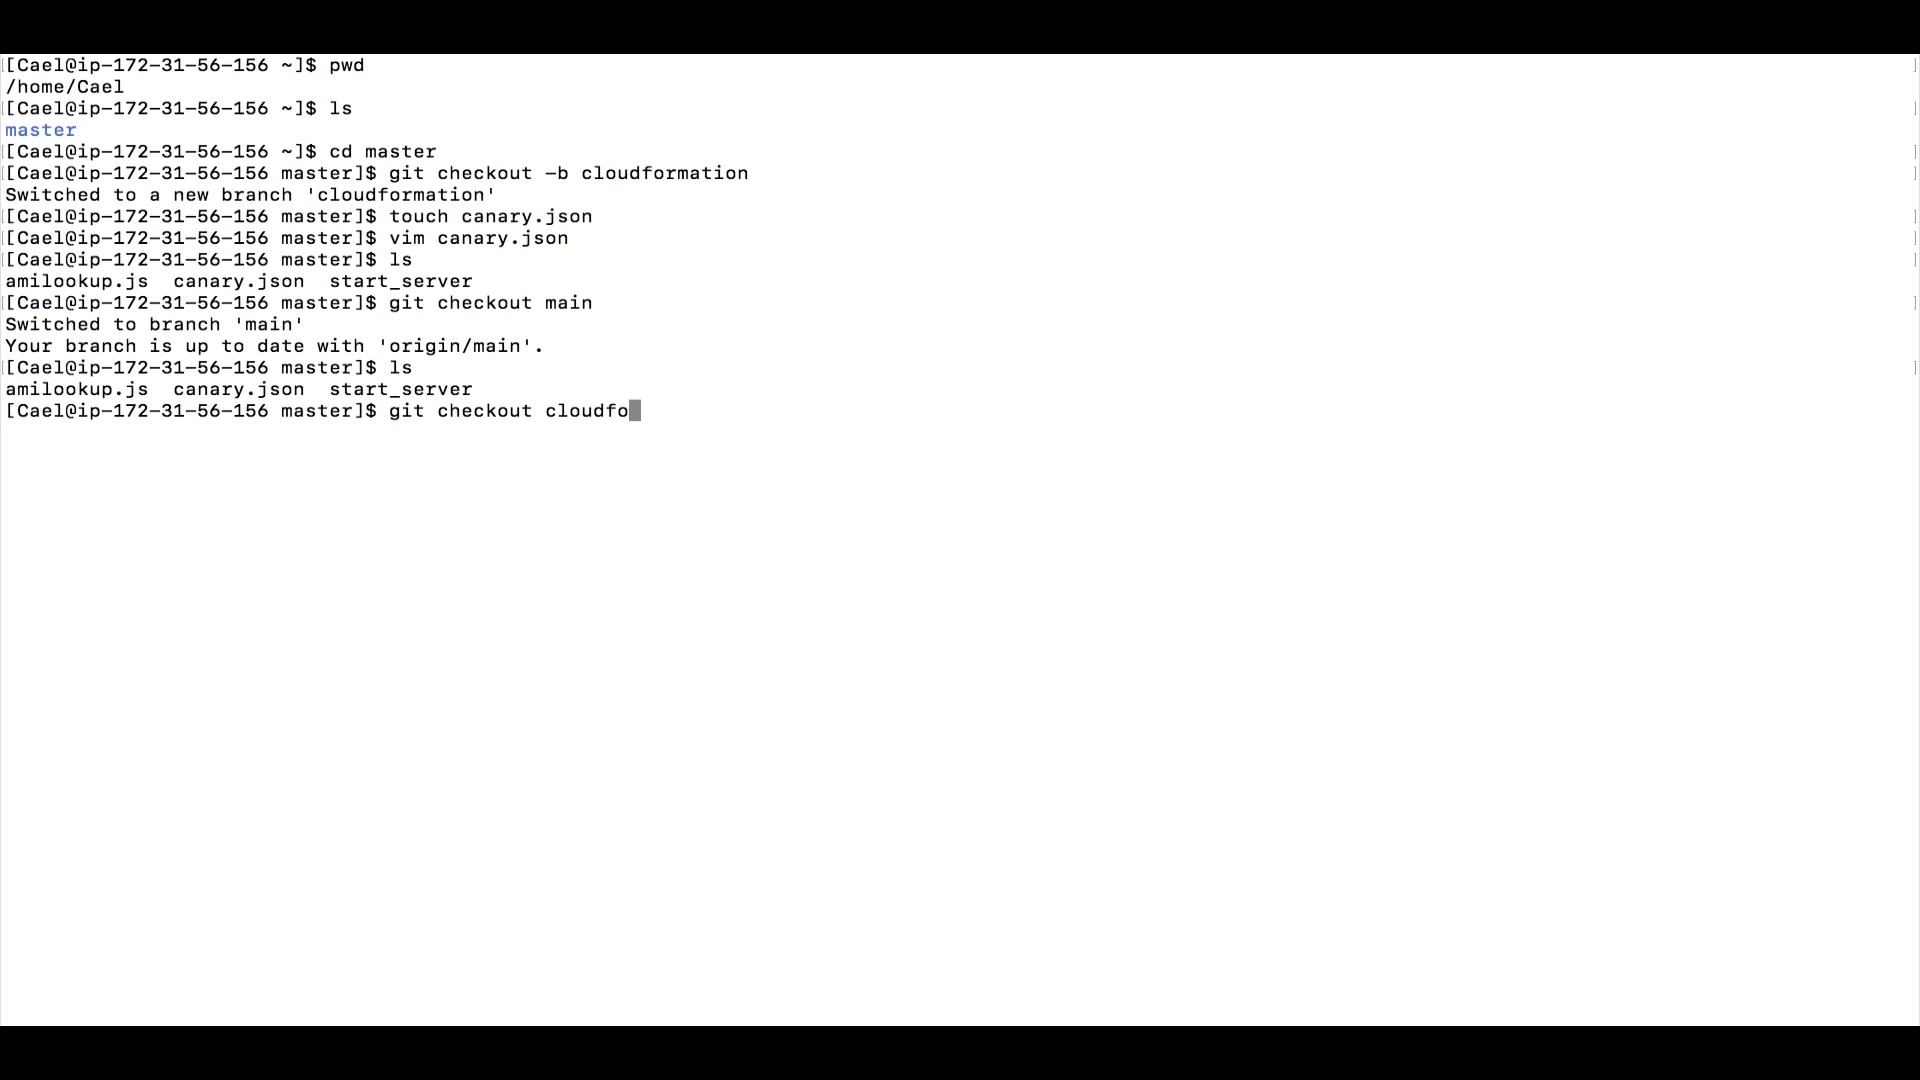 [Cael@ip-172-31-56-156 ~]$ pwd
/home/Cael
[Cael@ip-172-31-56-156 ~]$ ls
master
[Cael@ip-172-31-56-156 ~]$ cd master
[Cael@ip-172-31-56-156 master]$ git checkout -b cloudformation
Switched to a new branch 'cloudformation'
[Cael@ip-172-31-56-156 master]$ touch canary.json
[Cael@ip-172-31-56-156 master]$ vim canary.json
[Cael@ip-172-31-56-156 master]$ ls
amilookup.js  canary.json  start_server
[Cael@ip-172-31-56-156 master]$ git checkout main
Switched to branch 'main'
Your branch is up to date with 'origin/main'.
[Cael@ip-172-31-56-156 master]$ ls
amilookup.js  canary.json  start_server
[Cael@ip-172-31-56-156 master]$ git checkout cloudfo